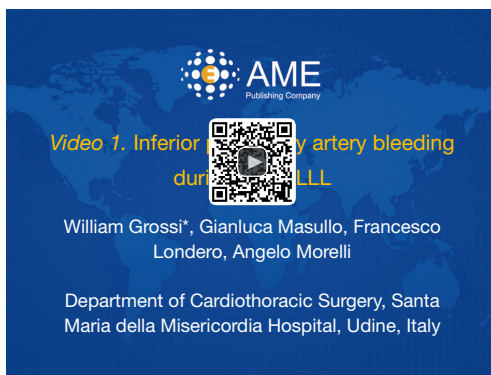 AME
Publishing Company
Video 1. Inferior p y artery bleeding
duri LLL
William Grossi*, Gianluca Masullo, Francesco
Londero, Angelo Morelli
Department of Cardiothoracic Surgery, Santa
Maria della Misericordia Hospital, Udine, Italy